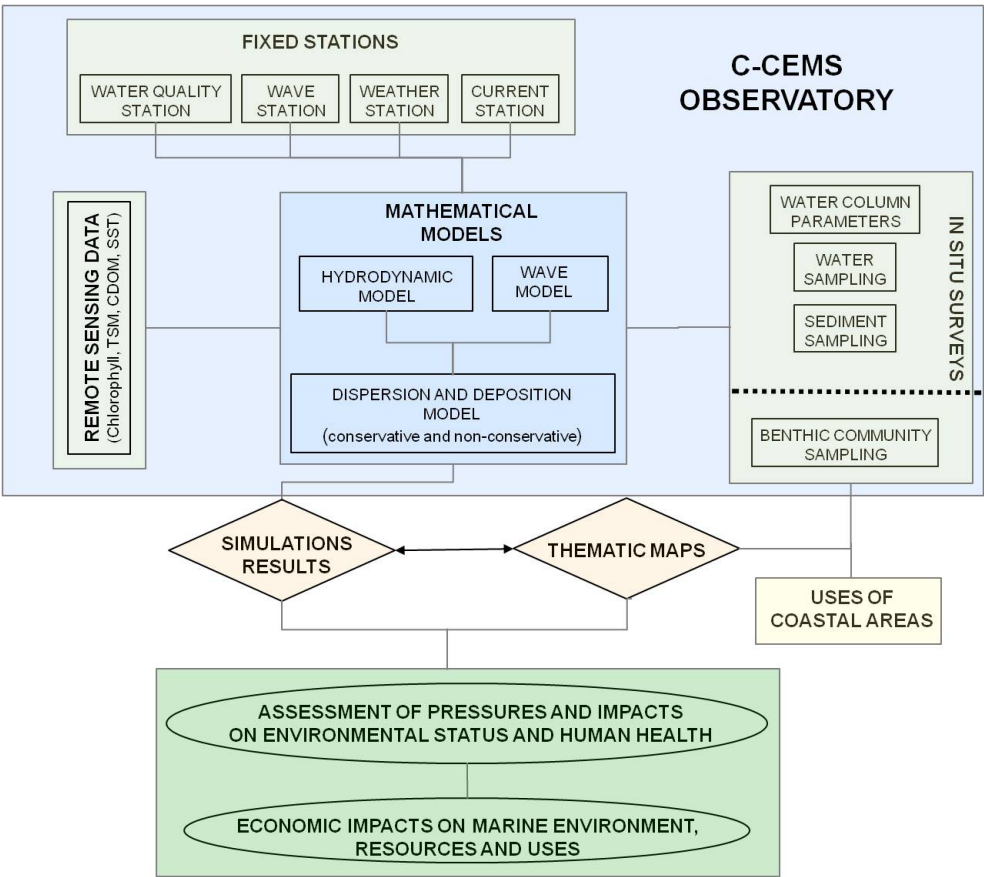 FIXED STATIONS
WATER QUALITY
STATION
WAVE
STATION
WEATHER
STATION
CURRENT
STATION
C-CEMS
OBSERVATORY
REMOTE SENSING DATA
(Chlorophyll, TSM, CDOM, SST)
MATHEMATICAL
MODELS
HYDRODYNAMIC
MODEL
WAVE
MODEL
DISPERSION AND DEPOSITION
MODEL
(conservative and non-conservative)
IN SITU SURVEYS
WATER COLUMN
PARAMETERS
WATER
SAMPLING
SEDIMENT
SAMPLING
BENTHIC COMMUNITY
SAMPLING
SIMULATIONS
RESULTS
THEMATIC MAPS
USES OF
COASTAL AREAS
ASSESSMENT OF PRESSURES AND IMPACTS
ON ENVIRONMENTAL STATUS AND HUMAN HEALTH
ECONOMIC IMPACTS ON MARINE ENVIRONMENT,
RESOURCES AND USES